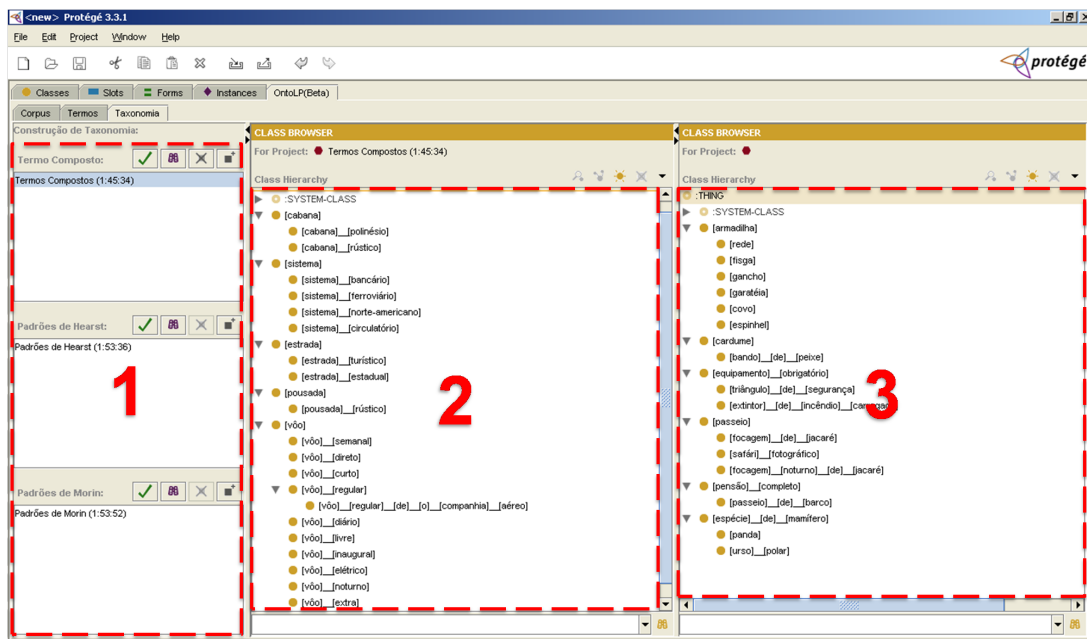 <new> Protégé 3.3.1
File Edit Project Window Help
protégé
Classes Slots Forms Instances OntoLP(Beta)
Corpus Termos Taxonomia
Construção de Taxonomia:
Termo Composto:
Termos Compostos (1:45:34)
Padrões de Hearst:
Padrões de Hearst (1:53:36)
1
Padrões de Morin:
Padrões de Morin (1:53:52)
CLASS BROWSER
For Project: Termos Compostos (1:45:34)
Class Hierarchy
:SYSTEM-CLASS
[cabana]
[cabana]__[polinésio]
[cabana]__[rústico]
[sistema]
[sistema]__[bancário]
[sistema]__[ferroviário]
[sistema]__[norte-americano]
[sistema]__[circulatório]
[estrada]
[estrada]__[turístico]
[estrada]__[estadual]
[pousada]
[pousada]__[rústico]
[vôo]
[vôo]__[semanal]
[vôo]__[direto]
[vôo]__[curto]
[vôo]__[regular]
[vôo]__[regular]__[de]__[o]__[companhia]__[aéreo]
[vôo]__[diário]
[vôo]__[livre]
[vôo]__[inaugural]
[vôo]__[elétrico]
[vôo]__[noturno]
[vôo]__[extra]
2
CLASS BROWSER
For Project:
Class Hierarchy
:THING
:SYSTEM-CLASS
[armadilha]
[rede]
[fisga]
[gancho]
[garatéia]
[covo]
[espinhel]
[cardume]
[bando]__[de]__[peixe]
[equipamento]__[obrigatório]
[triângulo]__[de]__[segurança]
[extintor]__[de]__[incêndio]
[passeio]
[focagem]__[de]__[jacaré]
[safári]__[fotográfico]
[focagem]__[noturno]__[de]__[jacaré]
[pensão]__[completo]
[passeio]__[de]__[barco]
[espécie]__[de]__[mamífero]
[panda]
[urso]__[polar]
3